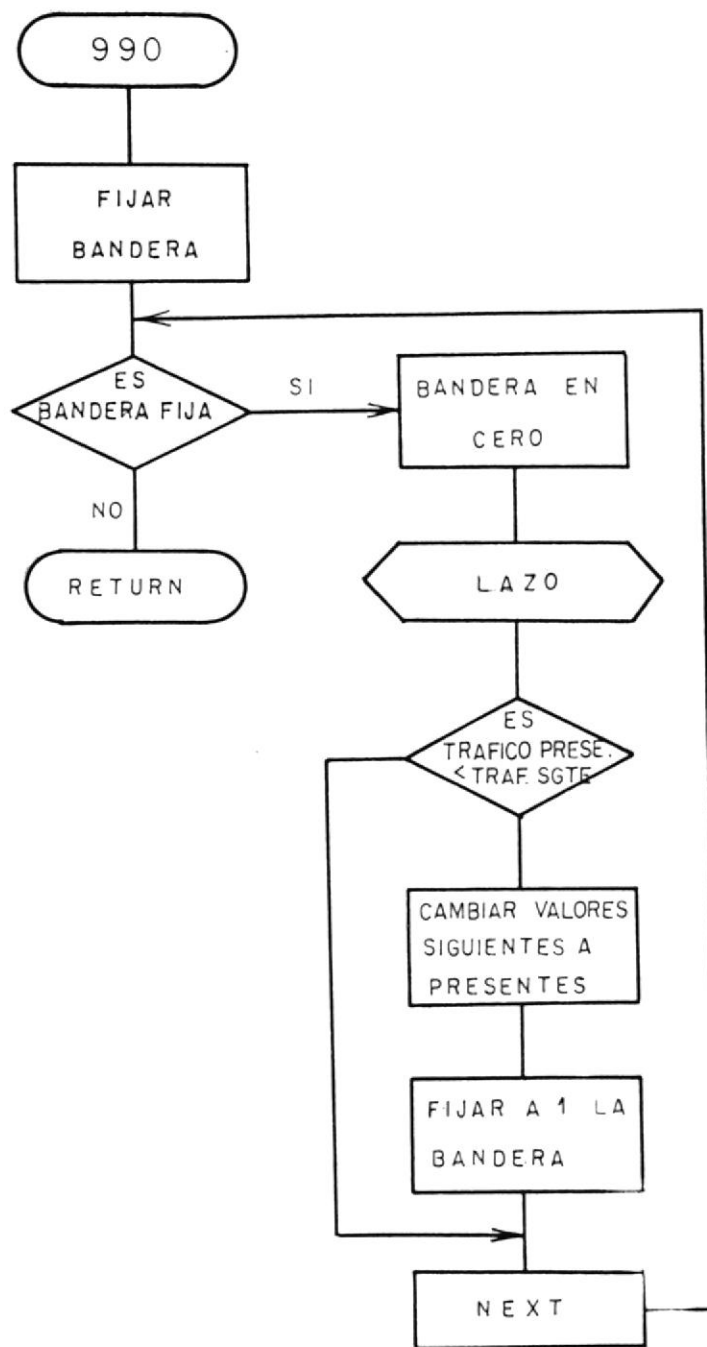 990
FIJAR
BANDERA
ES
BANDERA FIJA
SI
BANDERA EN
CERO
NO
RETURN
LAZO
ES
TRAFICO PRESE.
< TRAF. SGTE
CAMBIAR VALORES
SIGUIENTES A
PRESENTES
FIJAR A 1 LA
BANDERA
NEXT